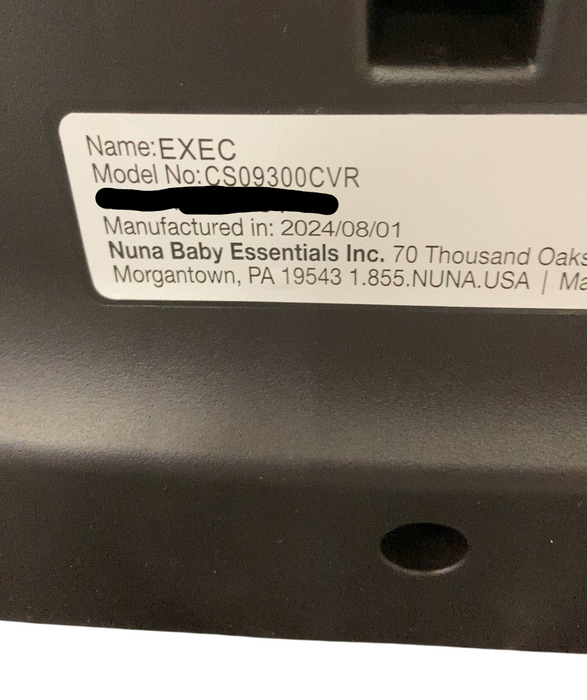 Name:EXEC
Model No:CS09300CVR
Manufactured in: 2024/08/01
Nuna Baby Essentials Inc. 70 Thousand Oaks
Morgantown, PA 19543 1.855.NUNA.USA | Ma